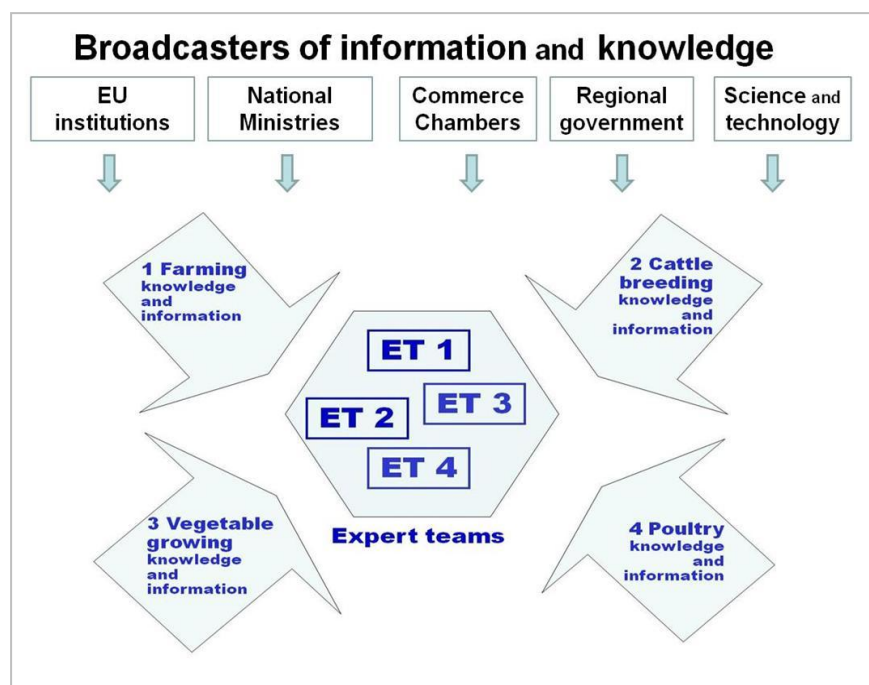 Broadcasters of information and knowledge
EU
institutions
National
Ministries
Commerce
Chambers
Regional
government
Science and
technology
1 Farming
knowledge
and
information
2 Cattle
breeding
knowledge
and
information
ET 1
ET 3
ET 2
ET 4
Expert teams
3 Vegetable
growing
knowledge
and
information
4 Poultry
knowledge
and
information